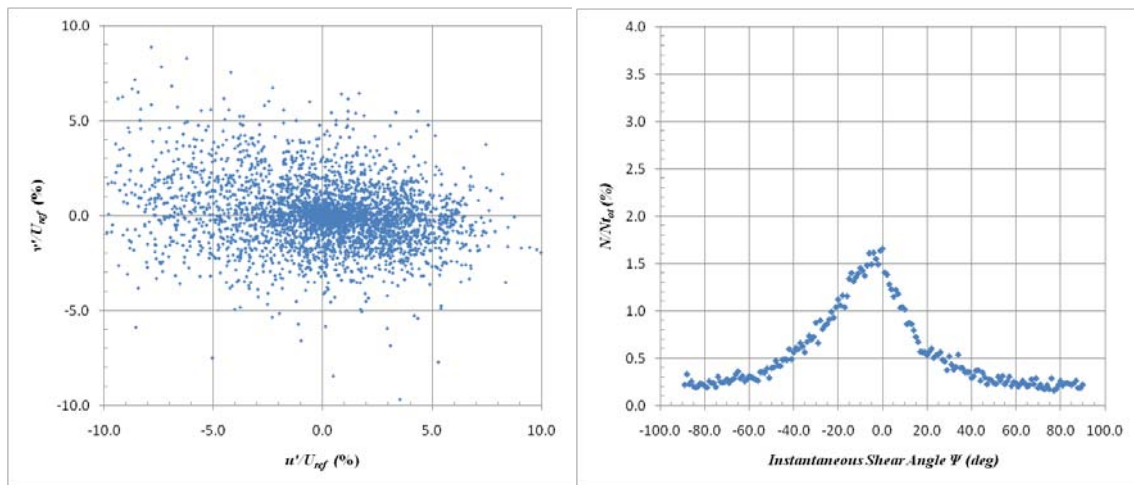 10.0
5.0
0.0
-5.0
-10.0
v'/Uref (%)
-10.0 -5.0 0.0 5.0 10.0
u'/Uref (%)
4.0
3.5
3.0
2.5
2.0
1.5
1.0
0.5
0.0
N/Ntot (%)
-100.0 -80.0 -60.0 -40.0 -20.0 0.0 20.0 40.0 60.0 80.0 100.0
Instantaneous Shear Angle Ψ (deg)